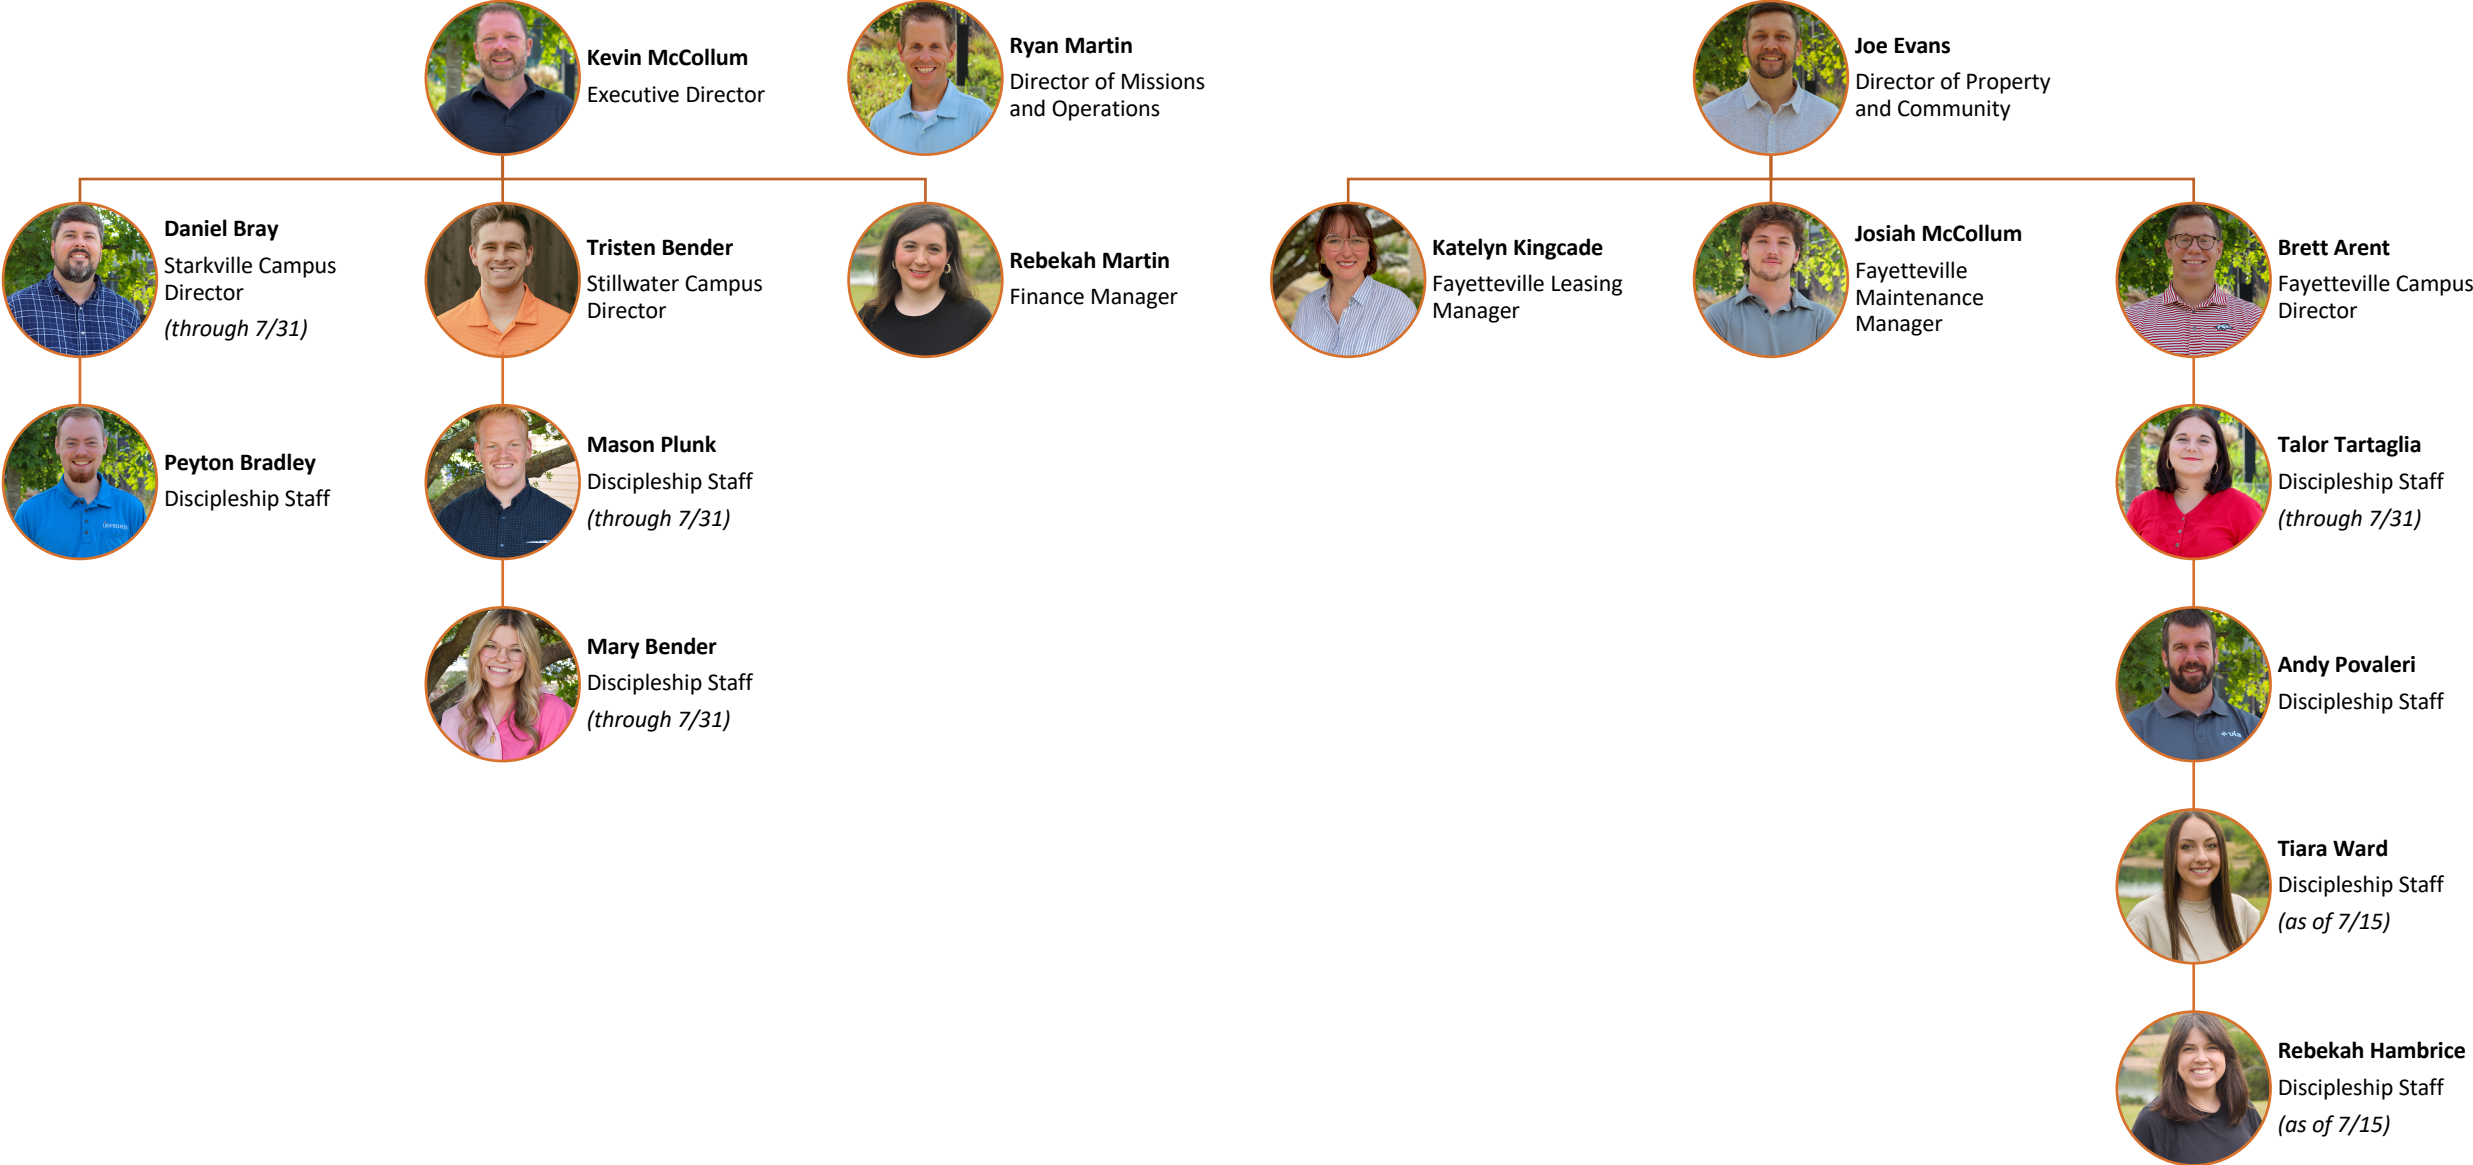 Kevin McCollum
Executive Director
Ryan Martin
Director of Missions
and Operations
Joe Evans
Director of Property
and Community
Daniel Bray
Starkville Campus
Director
(through 7/31)
Tristen Bender
Stillwater Campus
Director
Rebekah Martin
Finance Manager
Katelyn Kingcade
Fayetteville Leasing
Manager
Josiah McCollum
Fayetteville
Maintenance
Manager
Brett Arent
Fayetteville Campus
Director
Peyton Bradley
Discipleship Staff
Mason Plunk
Discipleship Staff
(through 7/31)
Talor Tartaglia
Discipleship Staff
(through 7/31)
Mary Bender
Discipleship Staff
(through 7/31)
Andy Povaleri
Discipleship Staff
Tiara Ward
Discipleship Staff
(as of 7/15)
Rebekah Hambrice
Discipleship Staff
(as of 7/15)